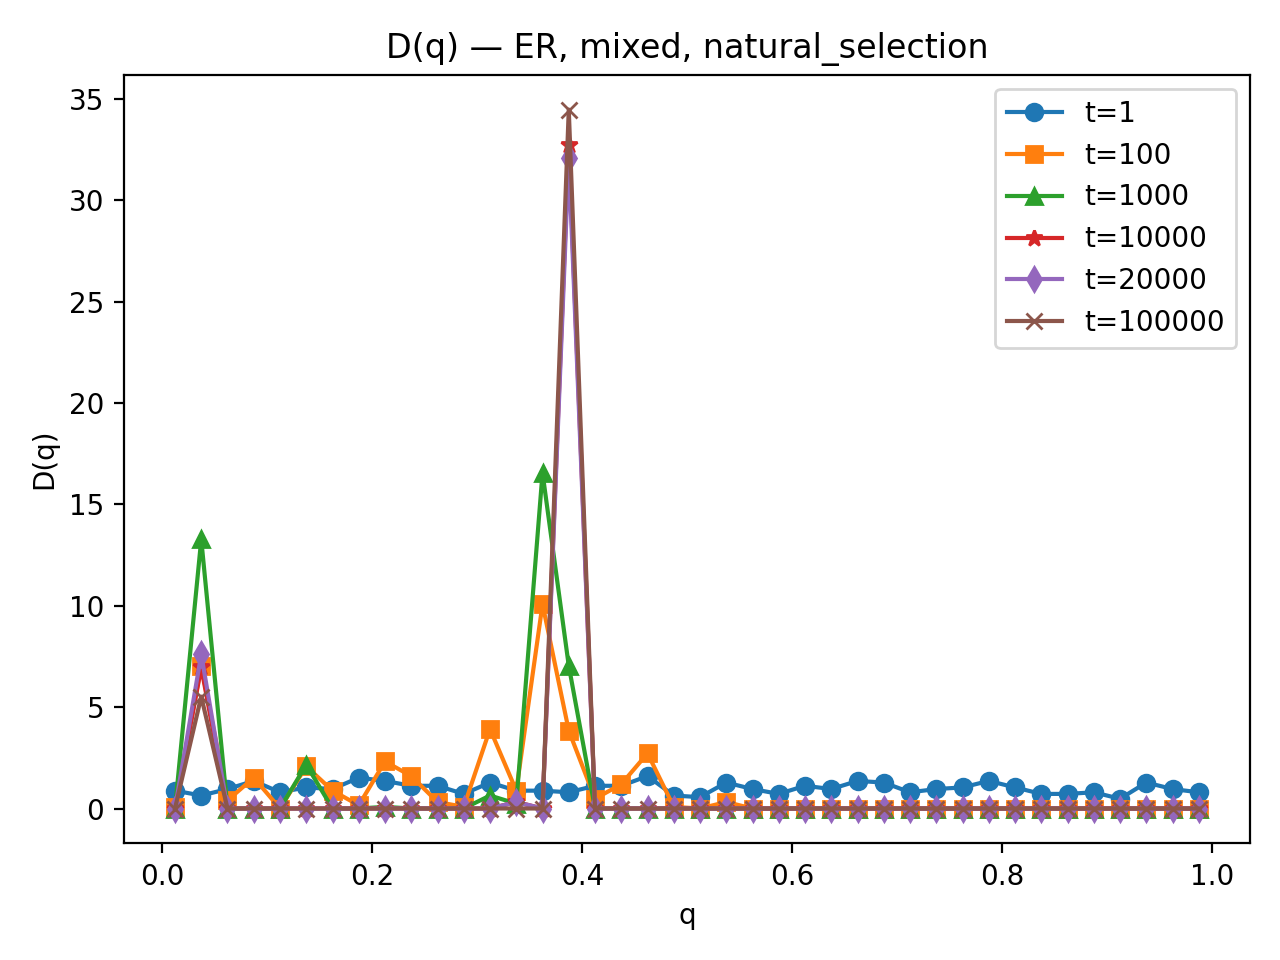 D(q) — ER, mixed, natural_selection
35
30
25
20
15
10
5
0
D(q)
0.0 0.2 0.4 0.6 0.8 1.0
q
t=1
t=100
t=1000
t=10000
t=20000
t=100000